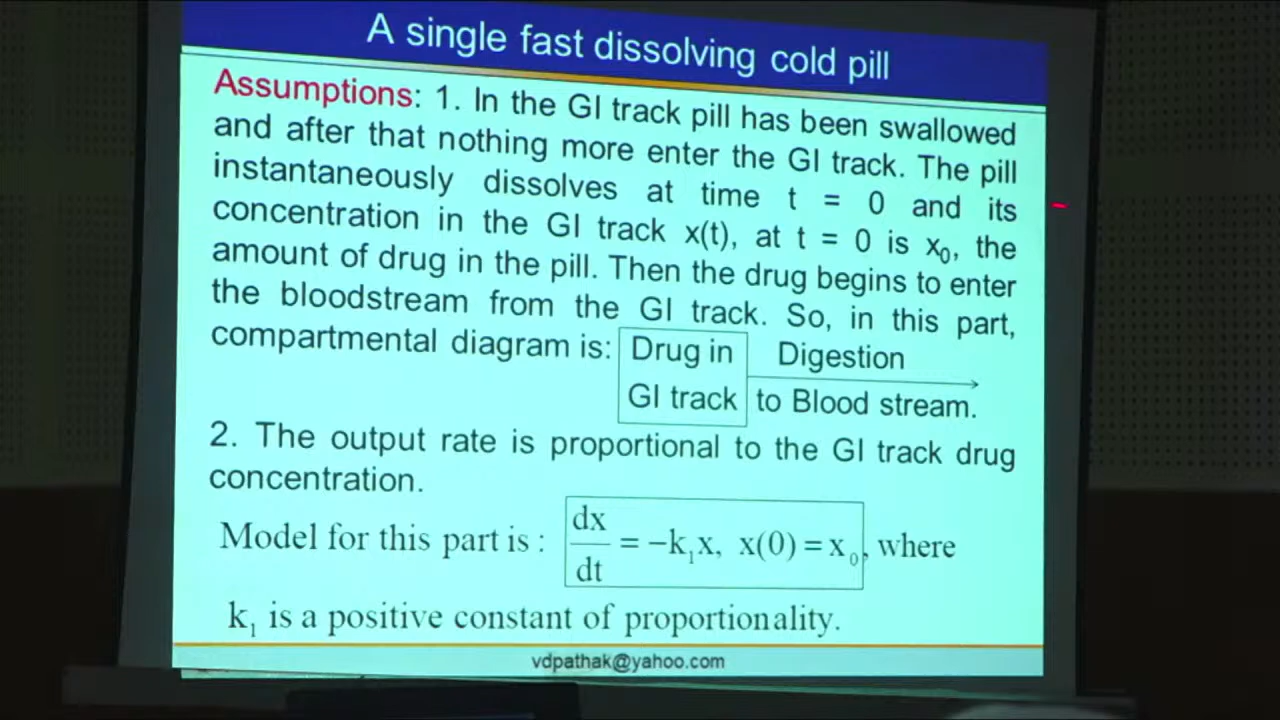 A single fast dissolving cold pill
Assumptions: 1. In the GI track pill has been swallowed
and after that nothing more enter the GI track. The pill
instantaneously dissolves at time t = 0 and its
concentration in the GI track x(t), at t = 0 is x₀, the
amount of drug in the pill. Then the drug begins to enter
the bloodstream from the GI track. So, in this part,
compartmental diagram is: Drug in Digestion
GI track to Blood stream.
2. The output rate is proportional to the GI track drug
concentration.
Model for this part is : dx/dt = −k₁x, x(0) = x₀, where
k₁ is a positive constant of proportionality.
vdpathak@yahoo.com